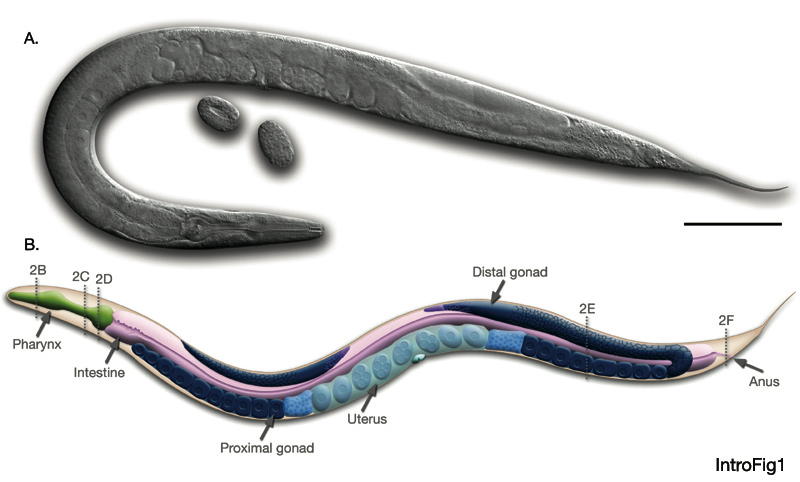 A.
B.
2B
2C
2D
Distal gonad
2E
2F
Pharynx
Intestine
Uterus
Anus
Proximal gonad
IntroFig1